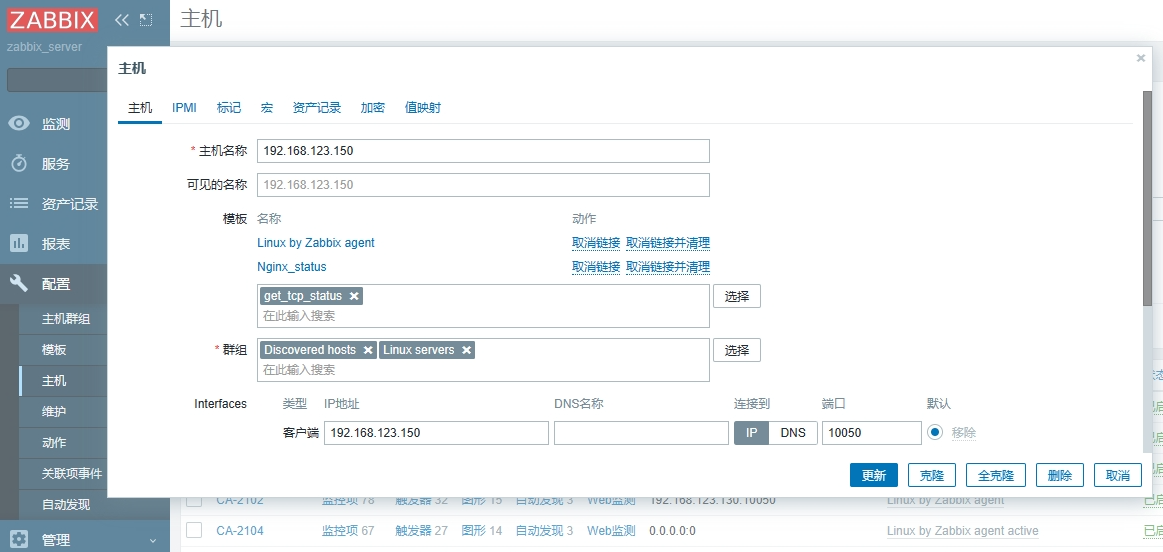 ZABBIX
主机
zabbix_server
主机
主机 IPMI 标记 宏 资产记录 加密 值映射
监测
服务
资产记录
报表
配置
主机群组
模板
主机
维护
动作
关联项事件
自动发现
管理
* 主机名称 192.168.123.150
可见的名称 192.168.123.150
模板 名称 动作
Linux by Zabbix agent 取消链接 取消链接并清理
Nginx_status 取消链接 取消链接并清理
get_tcp_status 选择
在此输入搜索
* 群组 Discovered hosts Linux servers 选择
在此输入搜索
Interfaces 类型 IP地址 DNS名称 连接到 端口 默认
客户端 192.168.123.150 IP DNS 10050 移除
更新 克隆 全克隆 删除 取消
CA-2102 监控项 78 触发器 32 图形 15 自动发现 3 Web监测 192.168.123.130:10050 Linux by Zabbix agent
CA-2104 监控项 67 触发器 27 图形 14 自动发现 3 Web监测 0.0.0.0:0 Linux by Zabbix agent active